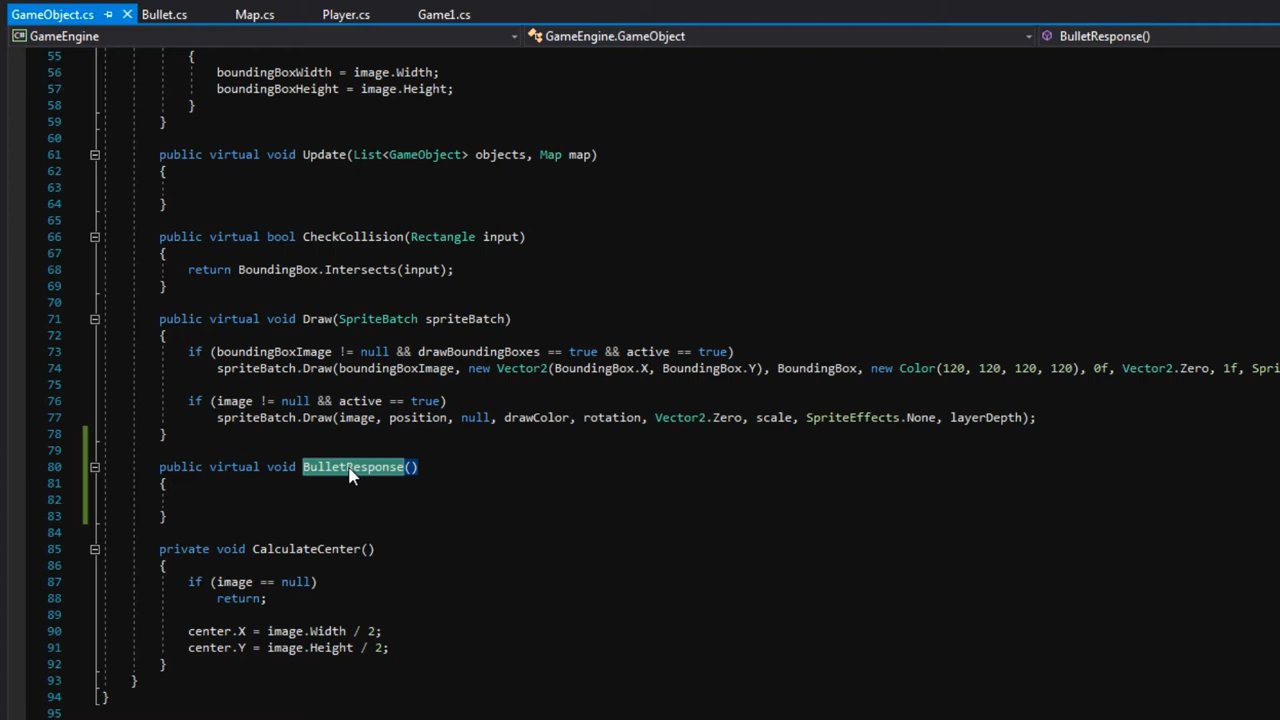 GameObject.cs Bullet.cs Map.cs Player.cs Game1.cs
C# GameEngine GameEngine.GameObject BulletResponse()
55 {
56 boundingBoxWidth = image.Width;
57 boundingBoxHeight = image.Height;
58 }
59 }
60
61 public virtual void Update(List<GameObject> objects, Map map)
62 {
63
64 }
65
66 public virtual bool CheckCollision(Rectangle input)
67 {
68 return BoundingBox.Intersects(input);
69 }
70
71 public virtual void Draw(SpriteBatch spriteBatch)
72 {
73 if (boundingBoxImage != null && drawBoundingBoxes == true && active == true)
74 spriteBatch.Draw(boundingBoxImage, new Vector2(BoundingBox.X, BoundingBox.Y), BoundingBox, new Color(120, 120, 120, 120), 0f, Vector2.Zero, 1f, Spri
75
76 if (image != null && active == true)
77 spriteBatch.Draw(image, position, null, drawColor, rotation, Vector2.Zero, scale, SpriteEffects.None, layerDepth);
78 }
79
80 public virtual void BulletResponse()
81 {
82
83 }
84
85 private void CalculateCenter()
86 {
87 if (image == null)
88 return;
89
90 center.X = image.Width / 2;
91 center.Y = image.Height / 2;
92 }
93 }
94 }
95